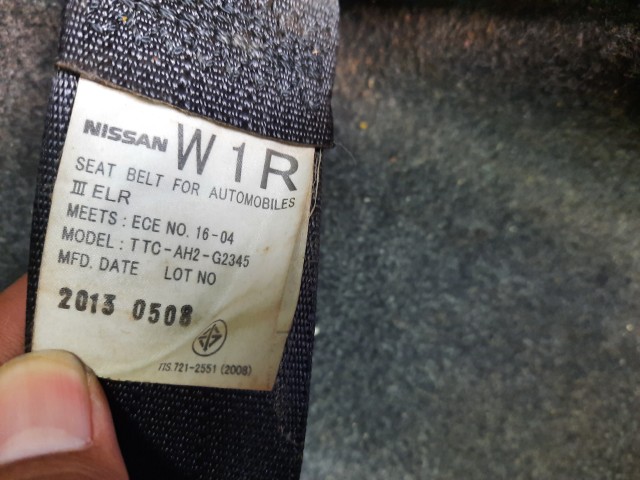 NISSAN W1R
SEAT BELT FOR AUTOMOBILES
III ELR
MEETS : ECE NO. 16-04
MODEL : TTC-AH2-G2345
MFD. DATE LOT NO
2013 0508
TIS.721-2551 (2008)